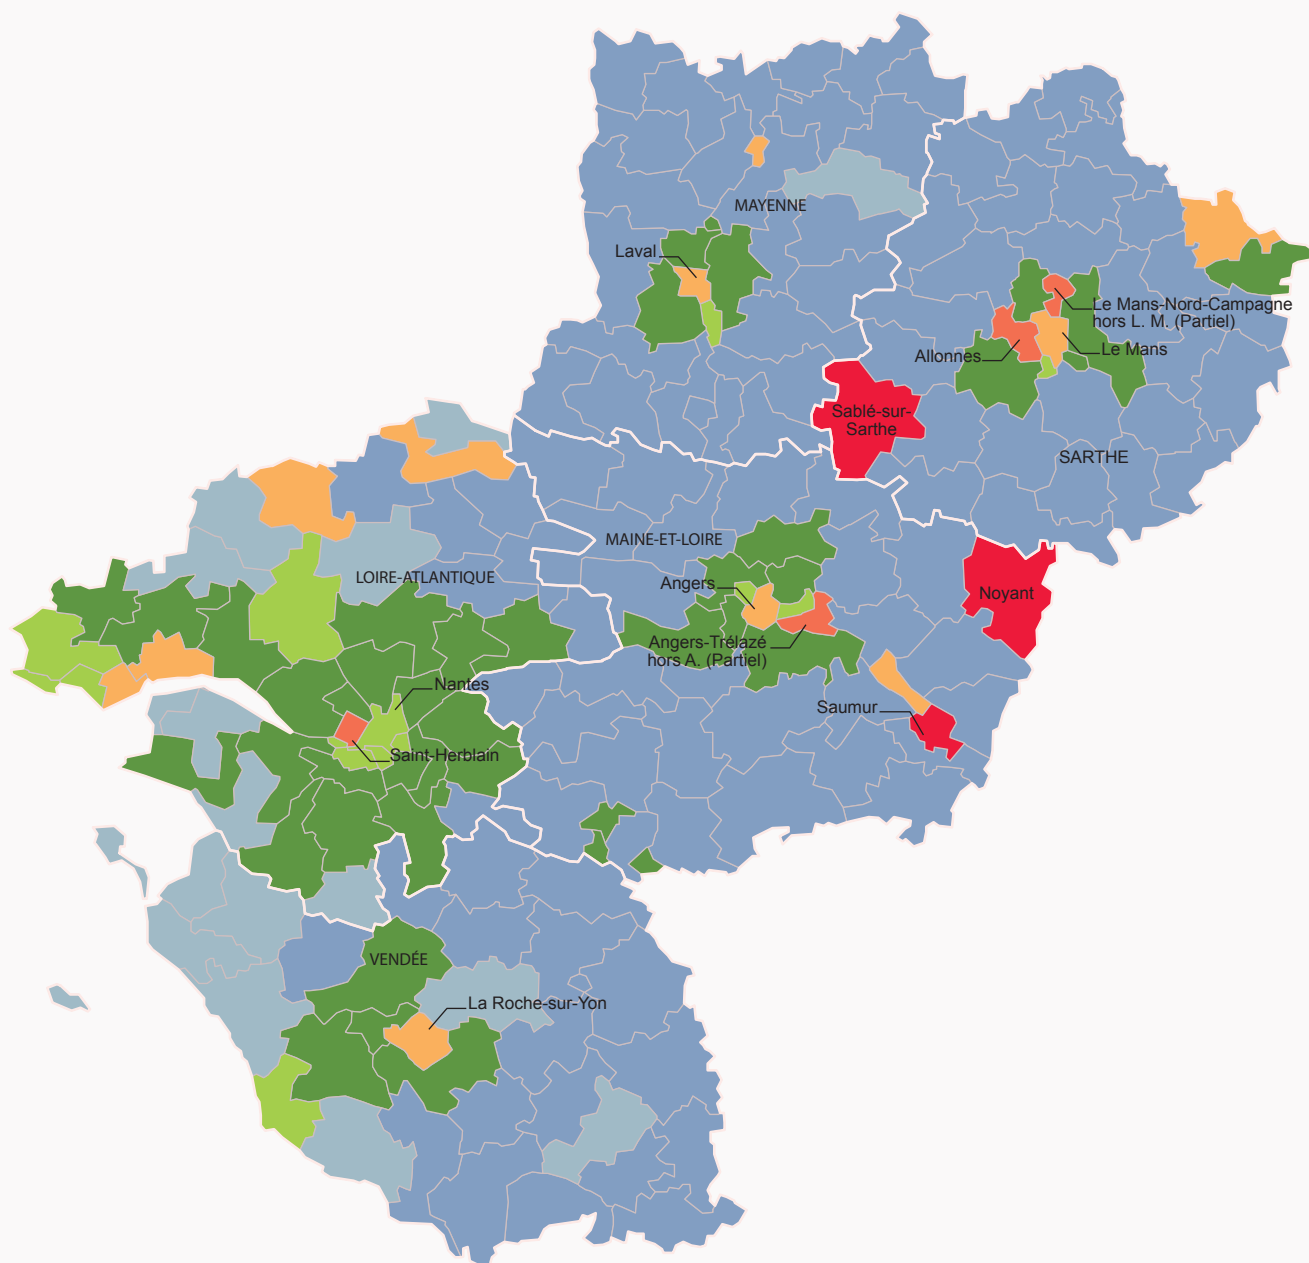 MAYENNE
Laval
Le Mans-Nord-Campagne
hors L. M. (Partiel)
Le Mans
Allonnes
Sablé-sur-
Sarthe
SARTHE
MAINE-ET-LOIRE
LOIRE-ATLANTIQUE
Angers
Noyant
Angers-Trélazé
hors A. (Partiel)
Nantes
Saumur
Saint-Herblain
VENDÉE
La Roche-sur-Yon